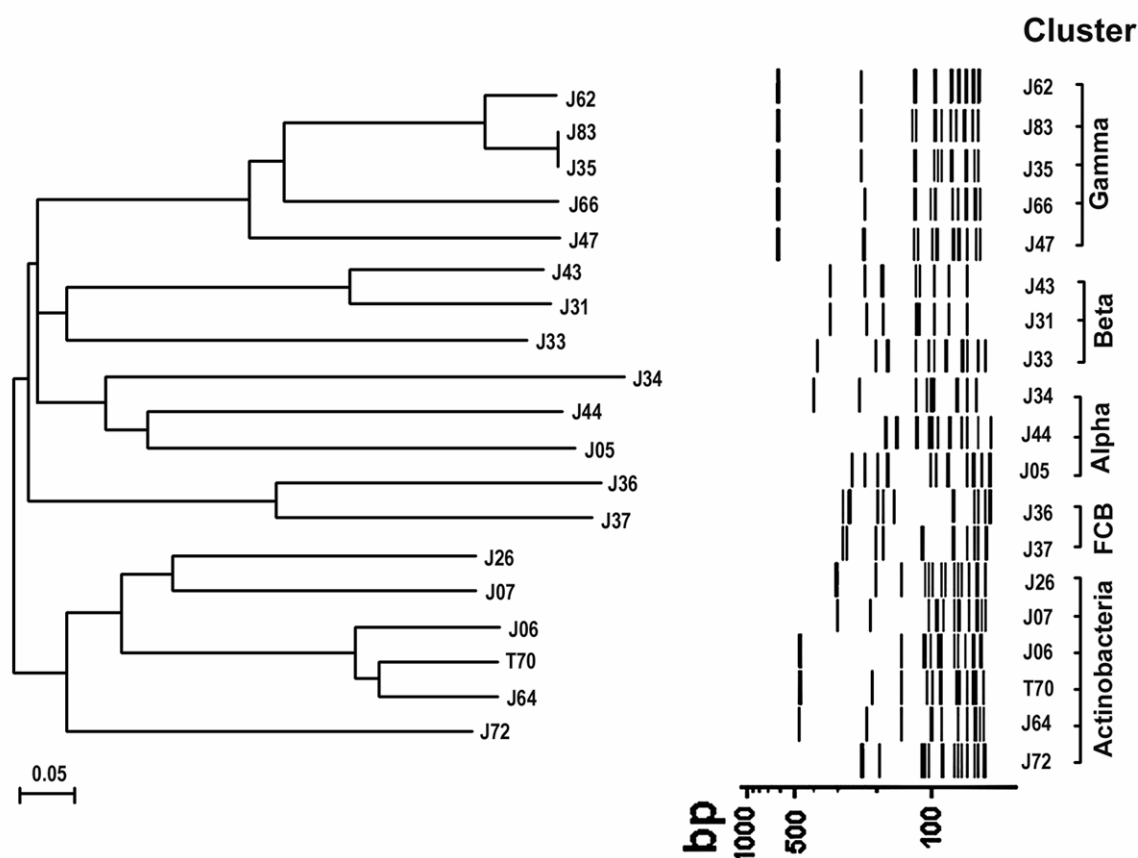 Cluster
J62
J83
J35
J66
J47
J43
J31
J33
J34
J44
J05
J36
J37
J26
J07
J06
T70
J64
J72
0.05
J62
J83
J35
J66
J47
J43
J31
J33
J34
J44
J05
J36
J37
J26
J07
J06
T70
J64
J72
Gamma
Beta
Alpha
FCB
Actinobacteria
bp
1000
500
100